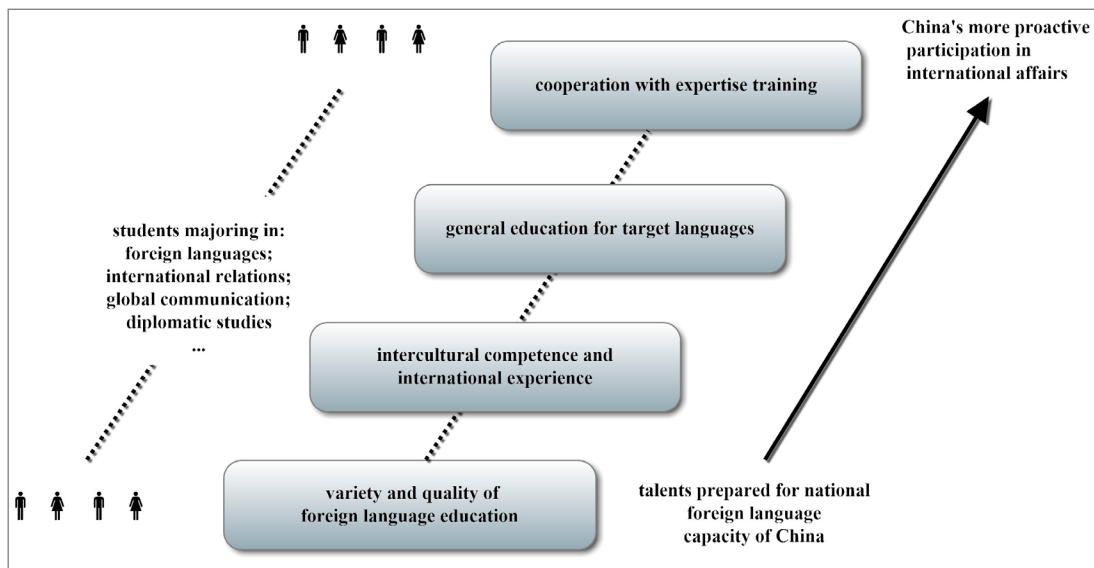 China's more proactive
participation in
international affairs
cooperation with expertise training
general education for target languages
students majoring in:
foreign languages;
international relations;
global communication;
diplomatic studies
...
intercultural competence and
international experience
variety and quality of
foreign language education
talents prepared for national
foreign language
capacity of China